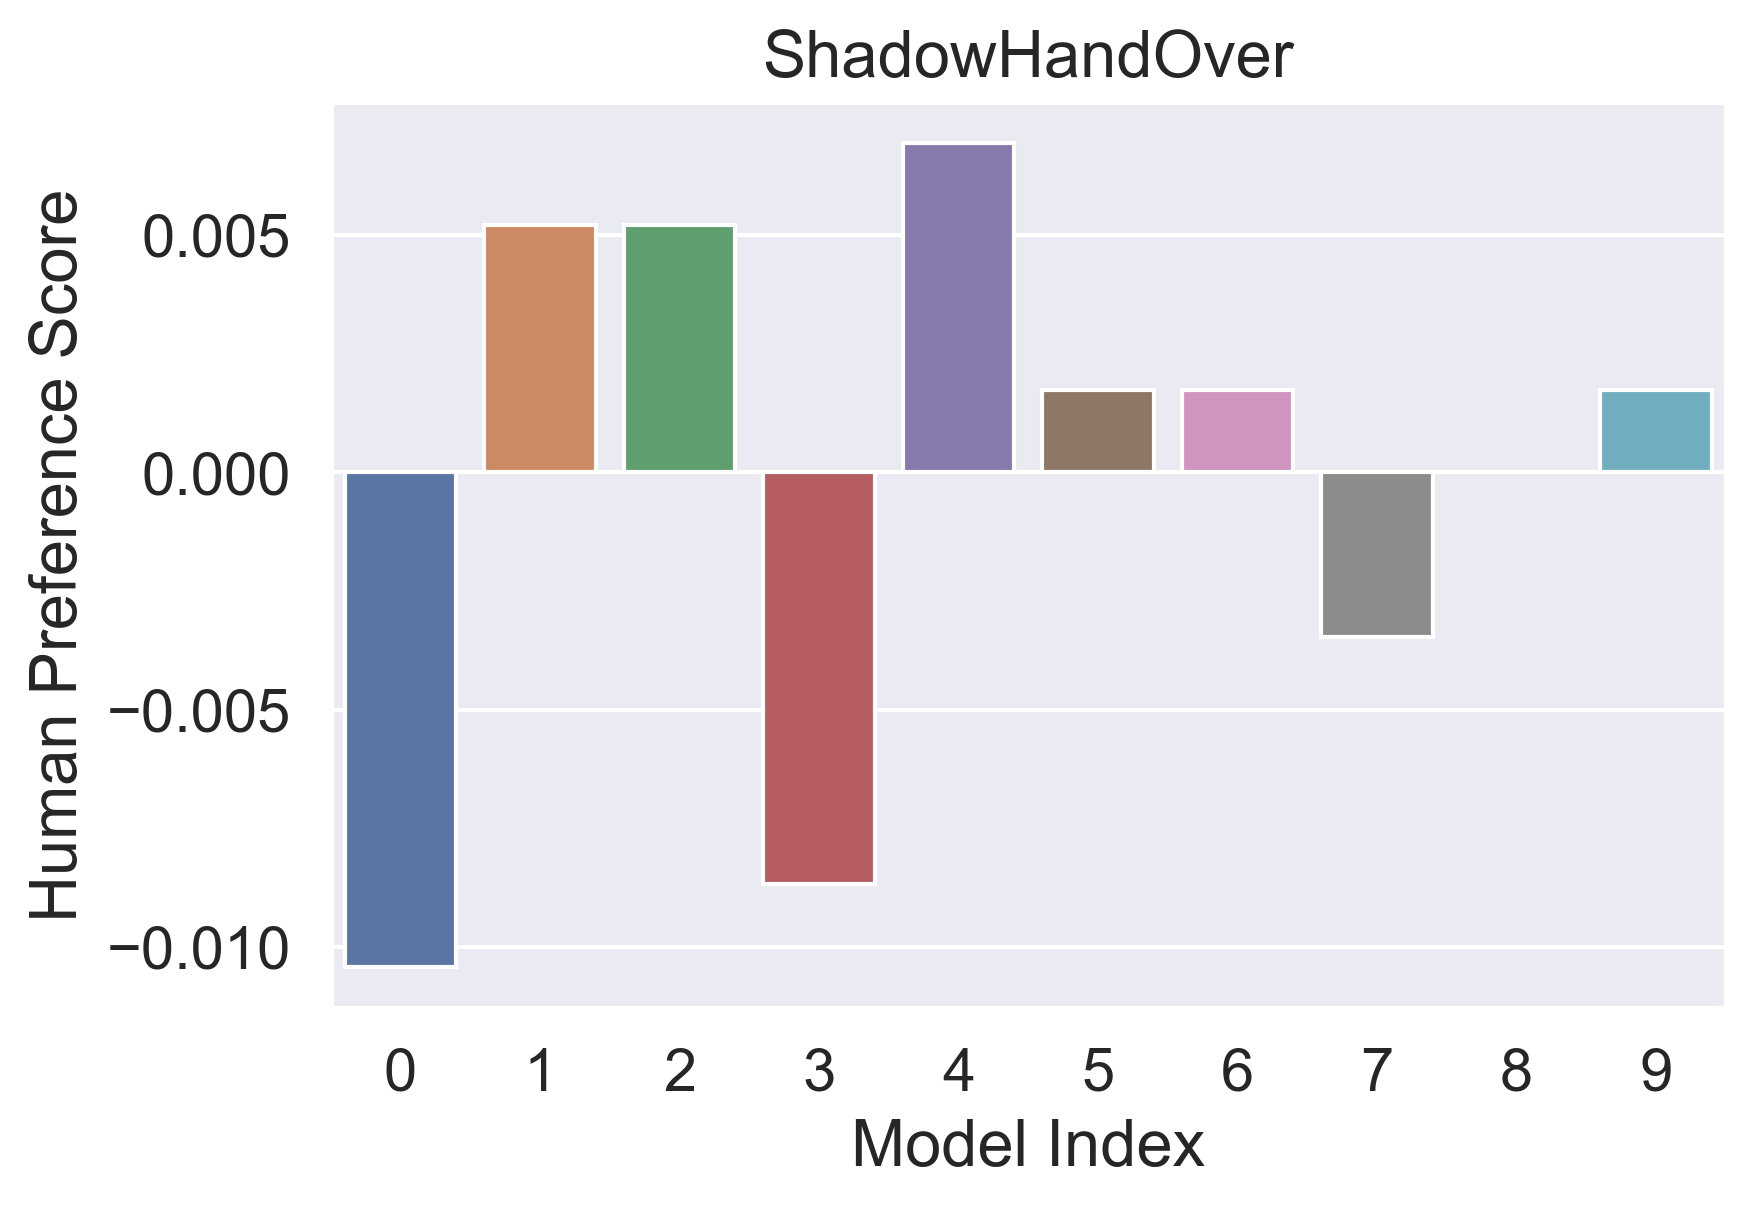 ShadowHandOver
Human Preference Score
0.005
0.000
−0.005
−0.010
0 1 2 3 4 5 6 7 8 9
Model Index